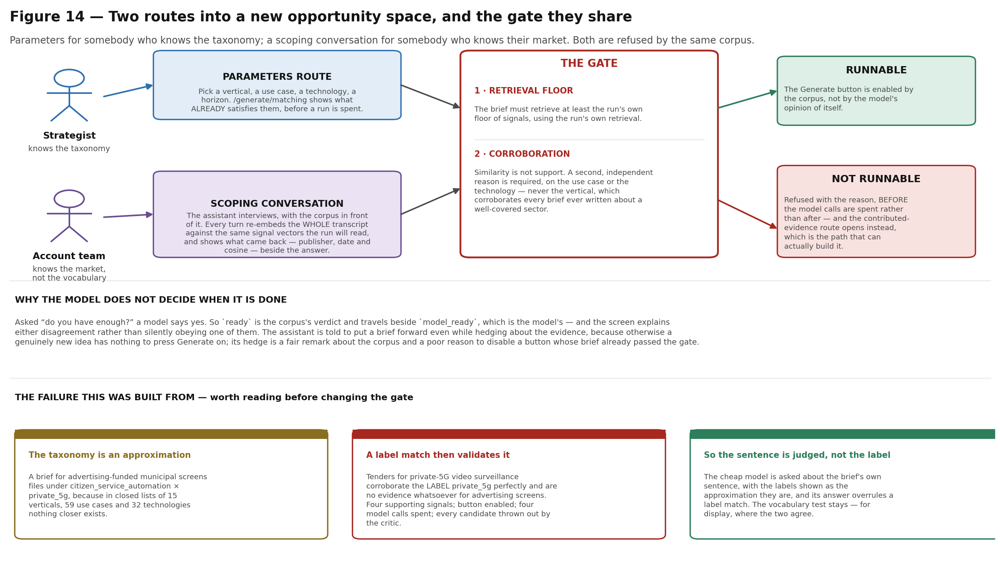 Figure 14 — Two routes into a new opportunity space, and the gate they share
Parameters for somebody who knows the taxonomy; a scoping conversation for somebody who knows their market. Both are refused by the same corpus.
Strategist
knows the taxonomy
PARAMETERS ROUTE
Pick a vertical, a use case, a technology, a
horizon. /generate/matching shows what
ALREADY satisfies them, before a run is spent.
Account team
knows the market,
not the vocabulary
SCOPING CONVERSATION
The assistant interviews, with the corpus in front
of it. Every turn re-embeds the WHOLE transcript
against the same signal vectors the run will read,
and shows what came back — publisher, date and
cosine — beside the answer.
THE GATE
1 · RETRIEVAL FLOOR
The brief must retrieve at least the run's own
floor of signals, using the run's own retrieval.
2 · CORROBORATION
Similarity is not support. A second, independent
reason is required, on the use case or the
technology — never the vertical, which
corroborates every brief ever written about a
well-covered sector.
RUNNABLE
The Generate button is enabled by
the corpus, not by the model's
opinion of itself.
NOT RUNNABLE
Refused with the reason, BEFORE
the model calls are spent rather
than after — and the contributed-
evidence route opens instead,
which is the path that can
actually build it.
WHY THE MODEL DOES NOT DECIDE WHEN IT IS DONE
Asked “do you have enough?” a model says yes. So `ready` is the corpus's verdict and travels beside `model_ready`, which is the model's — and the screen explains
either disagreement rather than silently obeying one of them. The assistant is told to put a brief forward even while hedging about the evidence, because otherwise a
genuinely new idea has nothing to press Generate on; its hedge is a fair remark about the corpus and a poor reason to disable a button whose brief already passed the gate.
THE FAILURE THIS WAS BUILT FROM — worth reading before changing the gate
The taxonomy is an approximation
A brief for advertising-funded municipal screens
files under citizen_service_automation ×
private_5g, because in closed lists of 15
verticals, 59 use cases and 32 technologies
nothing closer exists.
A label match then validates it
Tenders for private-5G video surveillance
corroborate the LABEL private_5g perfectly and are
no evidence whatsoever for advertising screens.
Four supporting signals; button enabled; four
model calls spent; every candidate thrown out by
the critic.
So the sentence is judged, not the label
The cheap model is asked about the brief's own
sentence, with the labels shown as the
approximation they are, and its answer overrules a
label match. The vocabulary test stays — for
display, where the two agree.